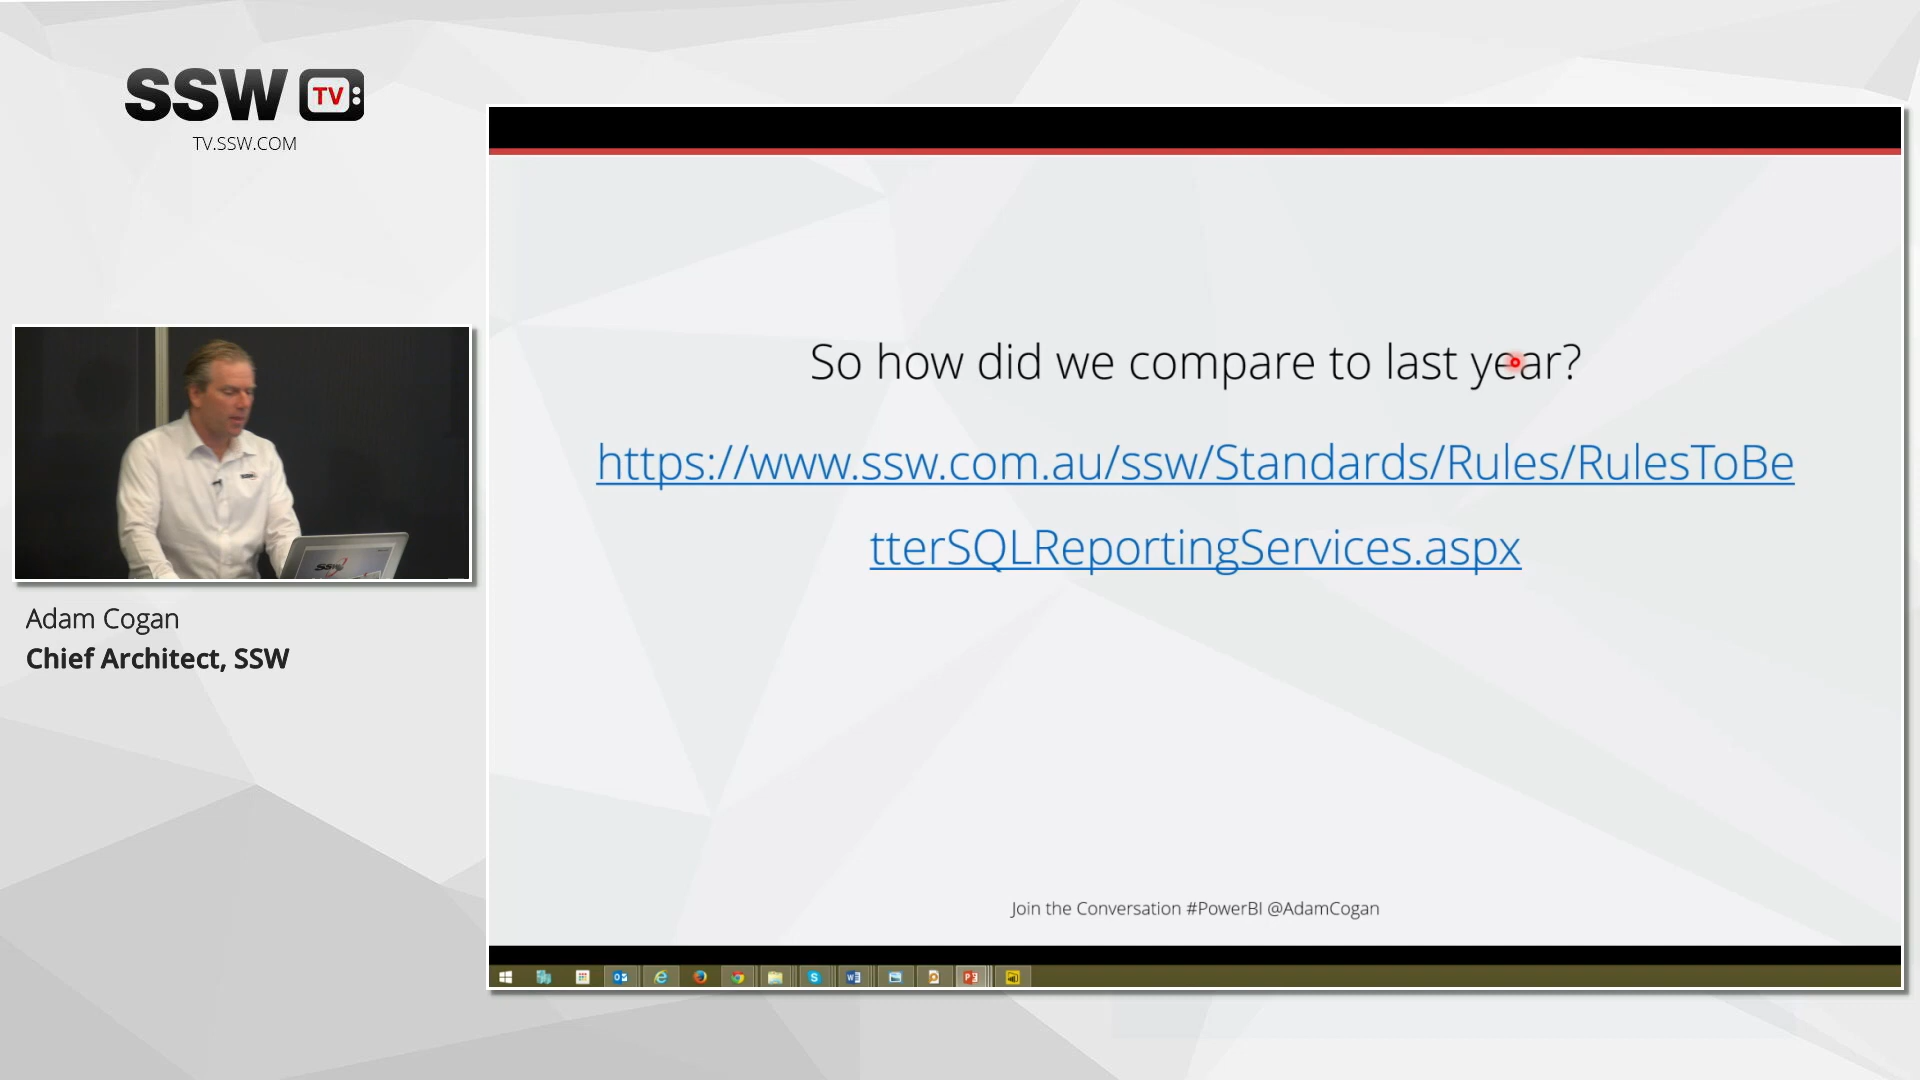 SSW TV
TV.SSW.COM
So how did we compare to last year?
https://www.ssw.com.au/ssw/Standards/Rules/RulesToBe
tterSQLReportingServices.aspx
SSW
Adam Cogan
Chief Architect, SSW
Join the Conversation #PowerBI @AdamCogan